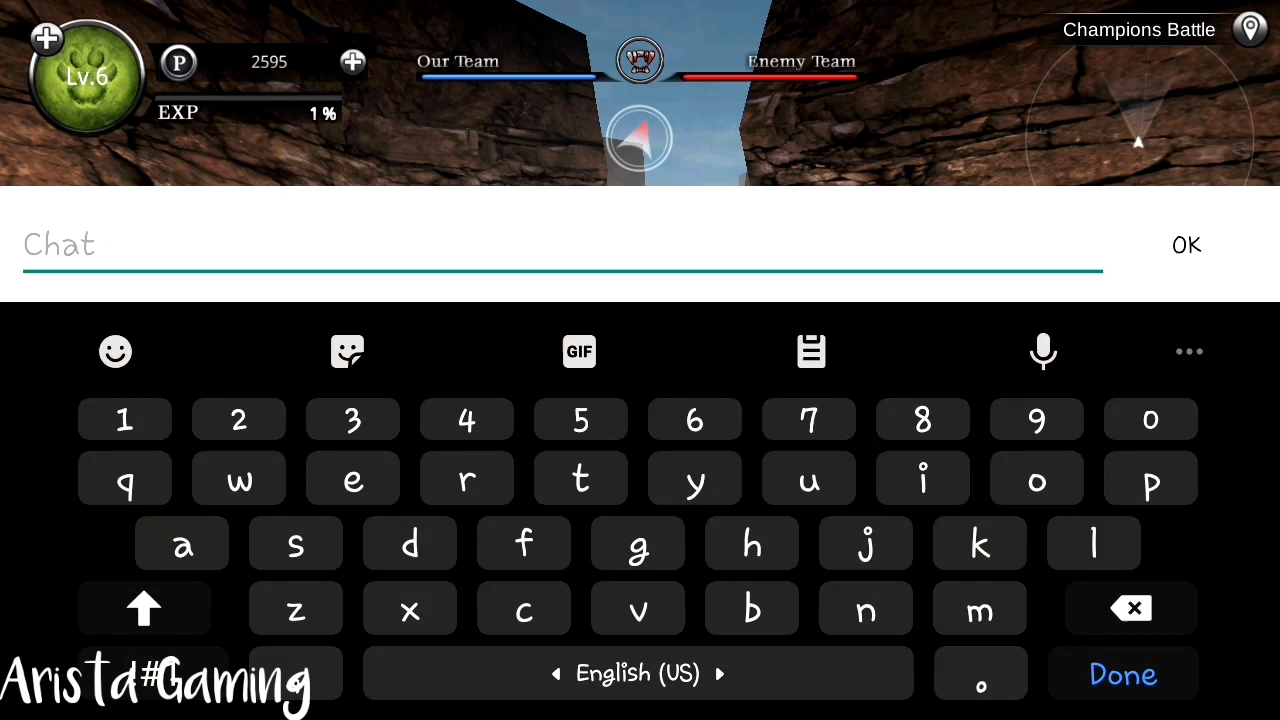 Champions Battle
Lv.6
P 2595
EXP 1 %
Our Team
Enemy Team
Chat
OK
GIF
1 2 3 4 5 6 7 8 9 0
q w e r t y u i o p
a s d f g h j k l
z x c v b n m
English (US) . Done
Arista Gaming